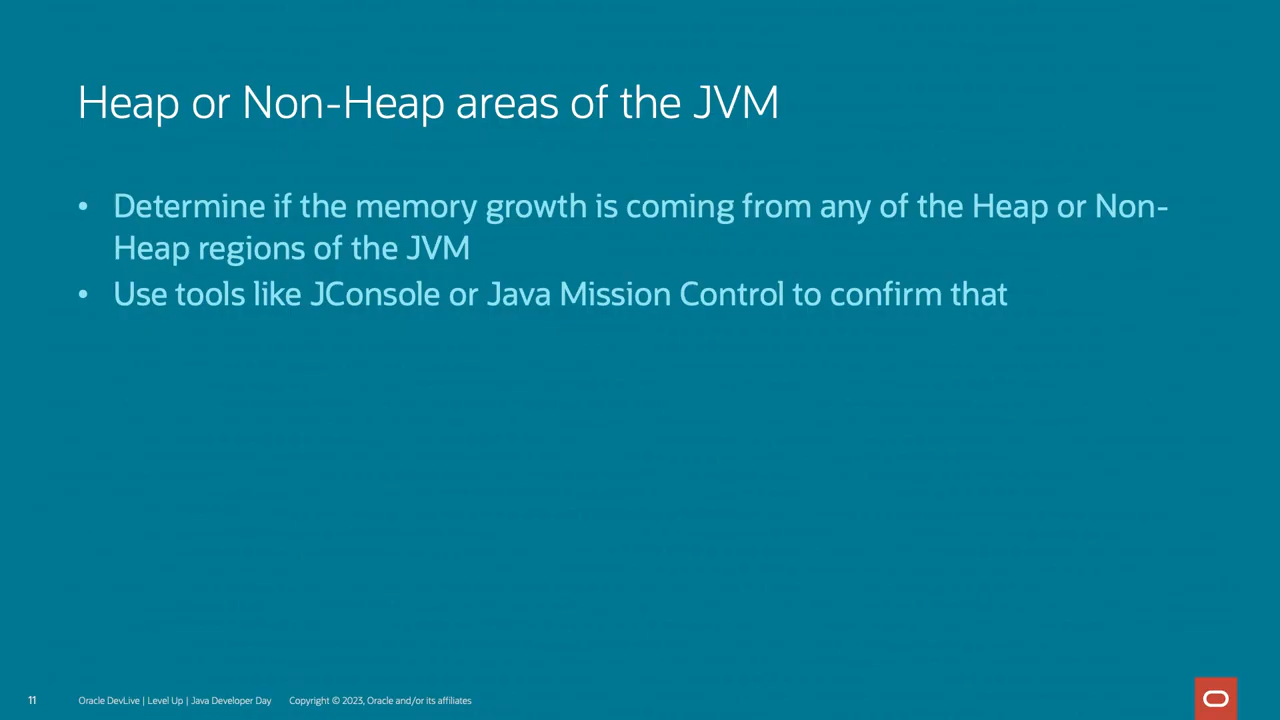 Heap or Non-Heap areas of the JVM
• Determine if the memory growth is coming from any of the Heap or Non-
Heap regions of the JVM
• Use tools like JConsole or Java Mission Control to confirm that
11 Oracle DevLive | Level Up | Java Developer Day Copyright © 2023, Oracle and/or its affiliates